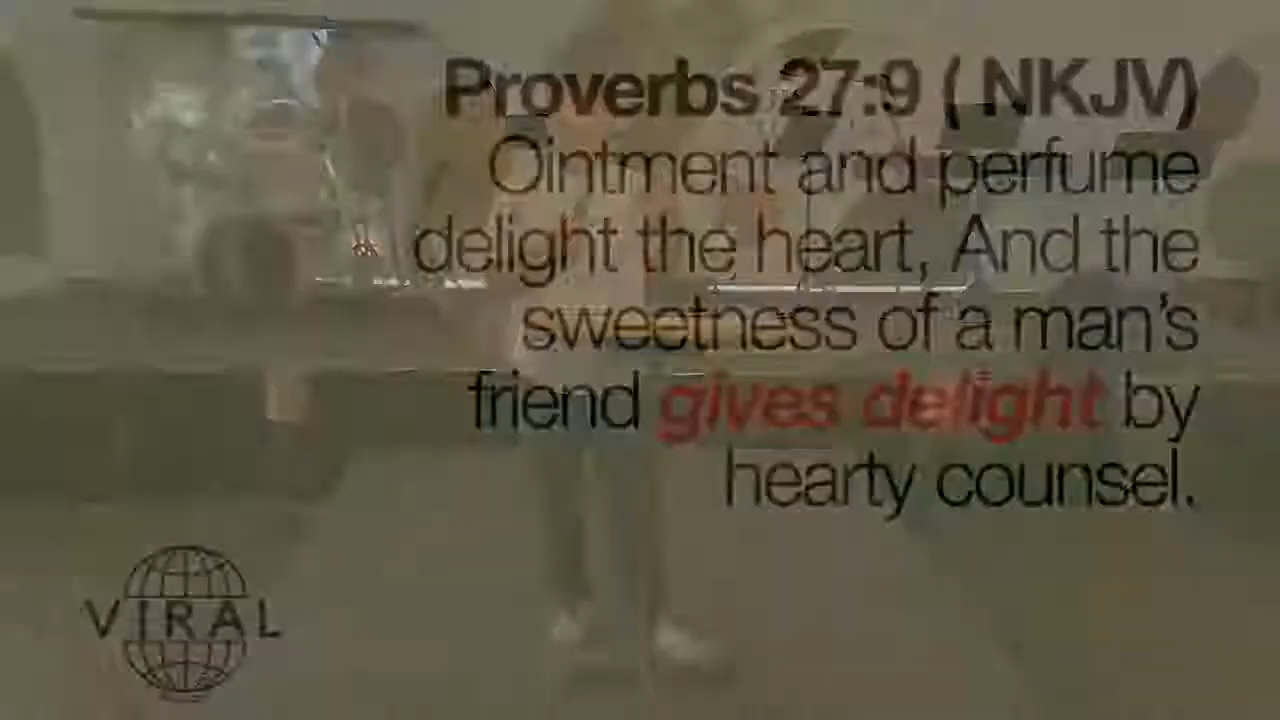 Proverbs 27:9 ( NKJV)
Ointment and perfume
delight the heart, And the
sweetness of a man's
friend gives delight by
hearty counsel.
VIRAL